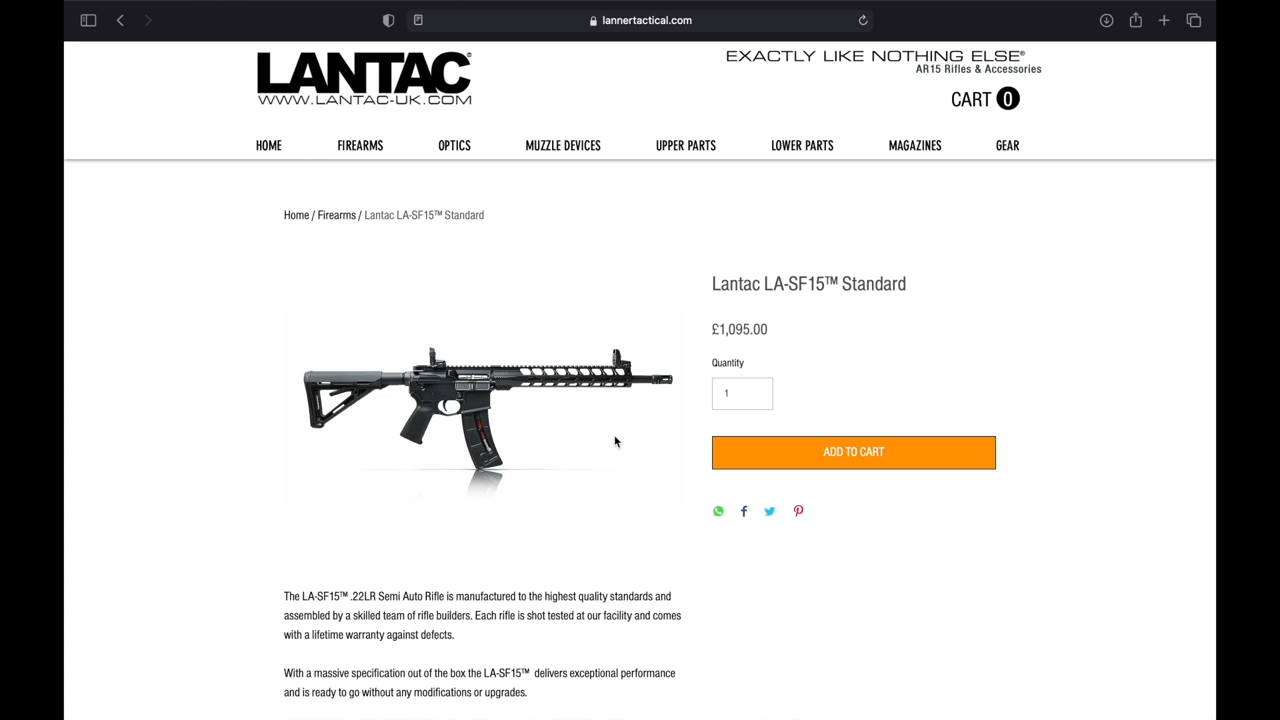 lannertactical.com
LANTAC®
WWW.LANTAC-UK.COM
EXACTLY LIKE NOTHING ELSE®
AR15 Rifles & Accessories
CART 0
HOME FIREARMS OPTICS MUZZLE DEVICES UPPER PARTS LOWER PARTS MAGAZINES GEAR
Home / Firearms / Lantac LA-SF15™ Standard
Lantac LA-SF15™ Standard
£1,095.00
Quantity
1
ADD TO CART
The LA-SF15™ .22LR Semi Auto Rifle is manufactured to the highest quality standards and
assembled by a skilled team of rifle builders. Each rifle is shot tested at our facility and comes
with a lifetime warranty against defects.
With a massive specification out of the box the LA-SF15™ delivers exceptional performance
and is ready to go without any modifications or upgrades.